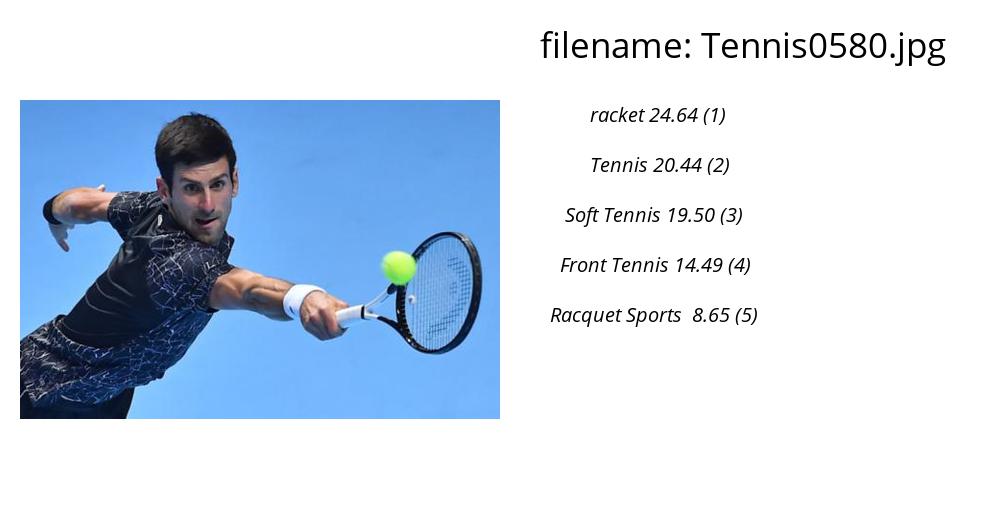 filename: Tennis0580.jpg
racket 24.64 (1)
Tennis 20.44 (2)
Soft Tennis 19.50 (3)
Front Tennis 14.49 (4)
Racquet Sports 8.65 (5)